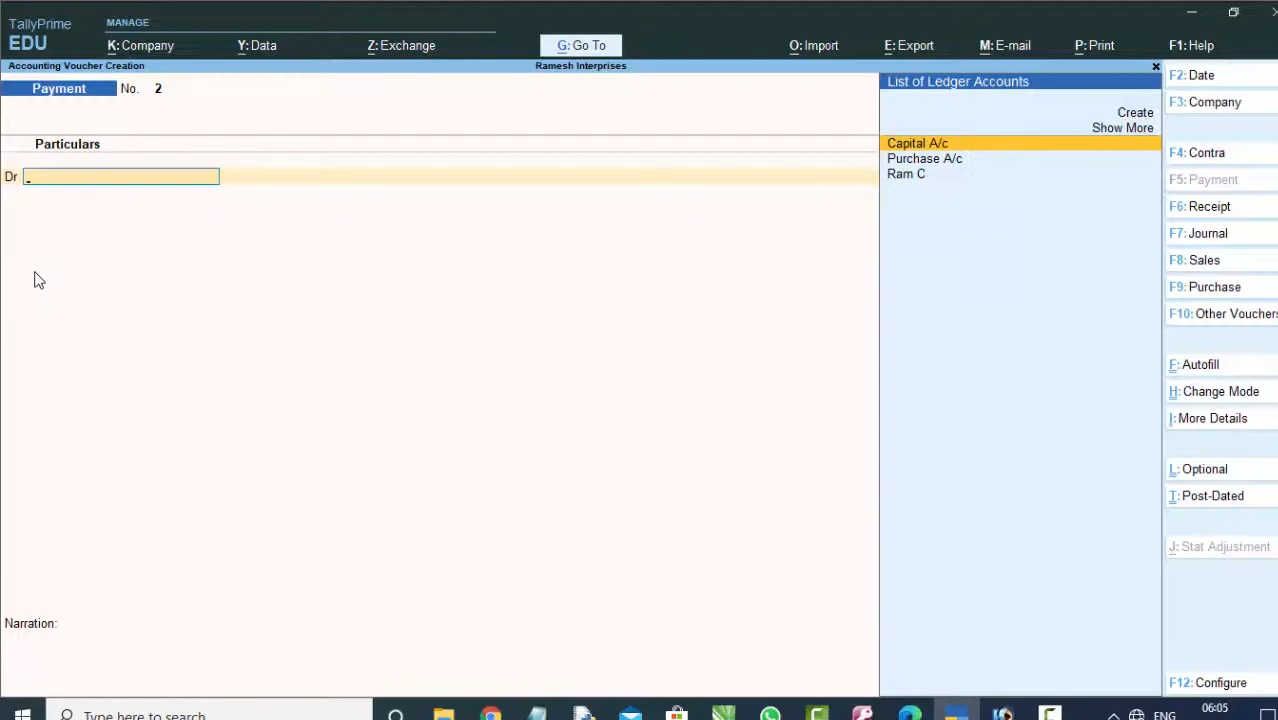 TallyPrime
EDU
MANAGE
K: Company
Y: Data
Z: Exchange
G: Go To
O: Import
E: Export
M: E-mail
P: Print
F1: Help
Accounting Voucher Creation
Ramesh Interprises
Payment No. 2
Particulars
Dr
Narration:
List of Ledger Accounts
Create
Show More
Capital A/c
Purchase A/c
Ram C
F2: Date
F3: Company
F4: Contra
F5: Payment
F6: Receipt
F7: Journal
F8: Sales
F9: Purchase
F10: Other Vouchers
F: Autofill
H: Change Mode
I: More Details
L: Optional
T: Post-Dated
J: Stat Adjustment
F12: Configure
Type here to search
ENG
06:05